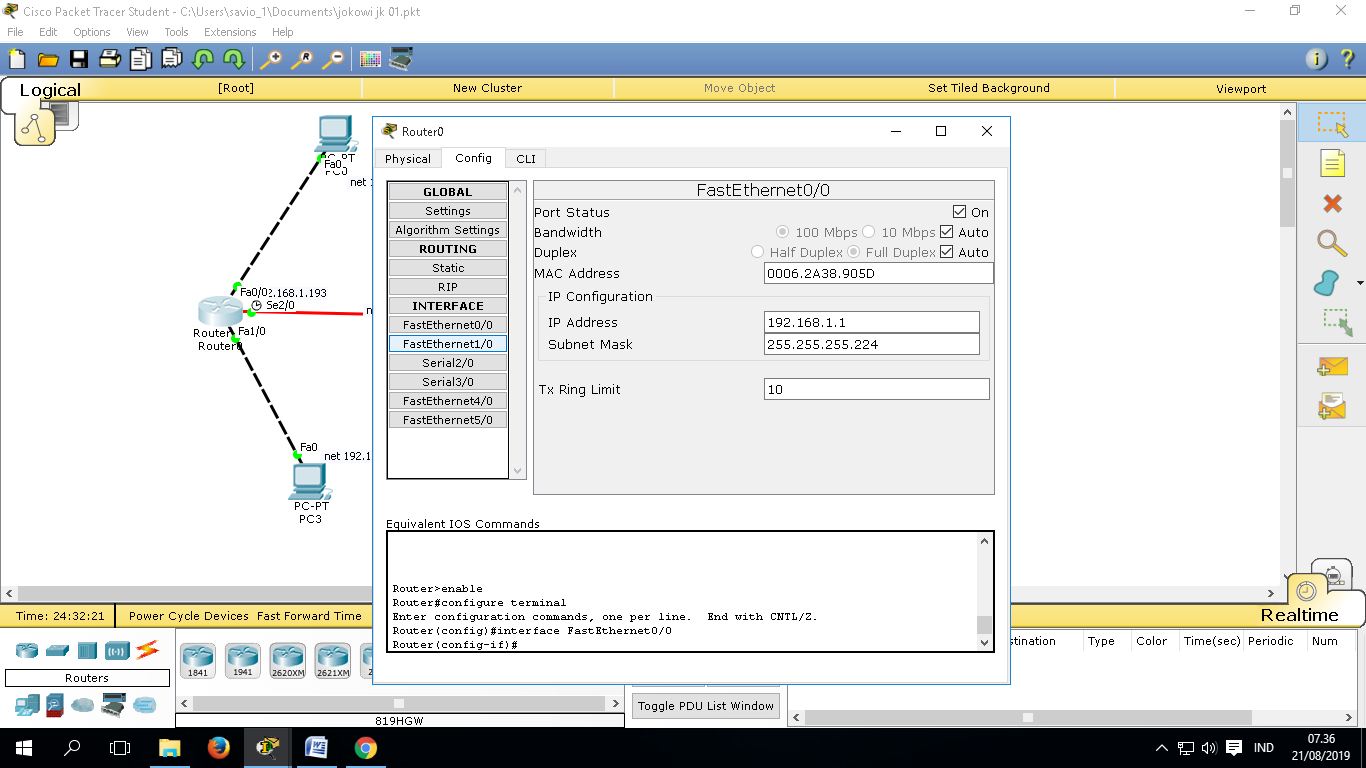 Cisco Packet Tracer Student - C:\Users\savio_1\Documents\jokowi jk 01.pkt
File Edit Options View Tools Extensions Help
Logical
[Root]
New Cluster
Move Object
Set Tiled Background
Viewport
Fa0
PC0
net 1
Fa0/0
2.168.1.193
Se2/0
Fa1/0
Router
Router0
Fa0
net 192.1
PC-PT
PC3
Router0
Physical Config CLI
GLOBAL
Settings
Algorithm Settings
ROUTING
Static
RIP
INTERFACE
FastEthernet0/0
FastEthernet1/0
Serial2/0
Serial3/0
FastEthernet4/0
FastEthernet5/0
FastEthernet0/0
Port Status On
Bandwidth 100 Mbps 10 Mbps Auto
Duplex Half Duplex Full Duplex Auto
MAC Address 0006.2A38.905D
IP Configuration
IP Address 192.168.1.1
Subnet Mask 255.255.255.224
Tx Ring Limit 10
Equivalent IOS Commands
Router>enable
Router#configure terminal
Enter configuration commands, one per line. End with CNTL/Z.
Router(config)#interface FastEthernet0/0
Router(config-if)#
Time: 24:32:21 Power Cycle Devices Fast Forward Time
Realtime
Routers
1841 1941 2620XM 2621XM
819HGW
Toggle PDU List Window
stination Type Color Time(sec) Periodic Num
IND
07.36
21/08/2019